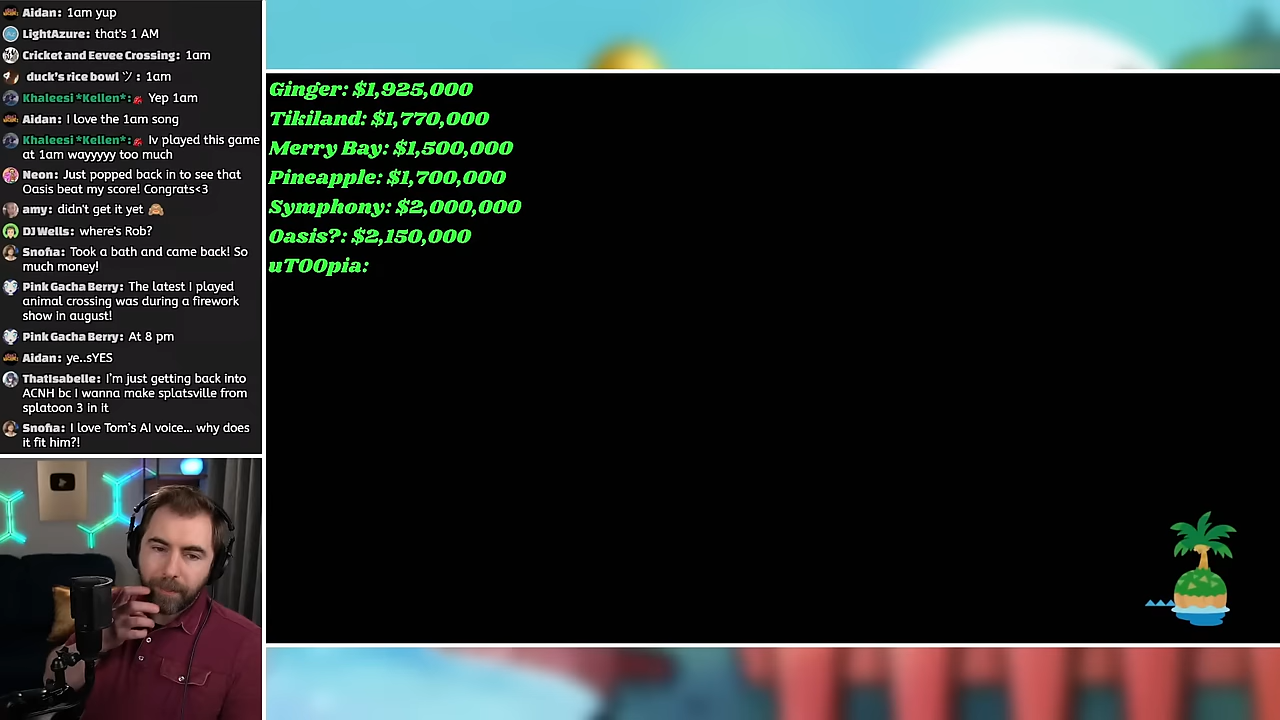 Aidan: 1am yup
LightAzure: that's 1 AM
Cricket and Eevee Crossing: 1am
duck's rice bowl ツ : 1am
Khaleesi *Kellen*: Yep 1am
Aidan: I love the 1am song
Khaleesi *Kellen*: Iv played this game
at 1am wayyyyy too much
Neon: Just popped back in to see that
Oasis beat my score! Congrats<3
amy: didn't get it yet 🙈
DJ Wells: where's Rob?
Snofia: Took a bath and came back! So
much money!
Pink Gacha Berry: The latest I played
animal crossing was during a firework
show in august!
Pink Gacha Berry: At 8 pm
Aidan: ye..sYES
ThatIsabelle: I'm just getting back into
ACNH bc I wanna make splatsville from
splatoon 3 in it
Snofia: I love Tom's AI voice... why does
it fit him?!
Ginger: $1,925,000
Tikiland: $1,770,000
Merry Bay: $1,500,000
Pineapple: $1,700,000
Symphony: $2,000,000
Oasis?: $2,150,000
uTOOpia: